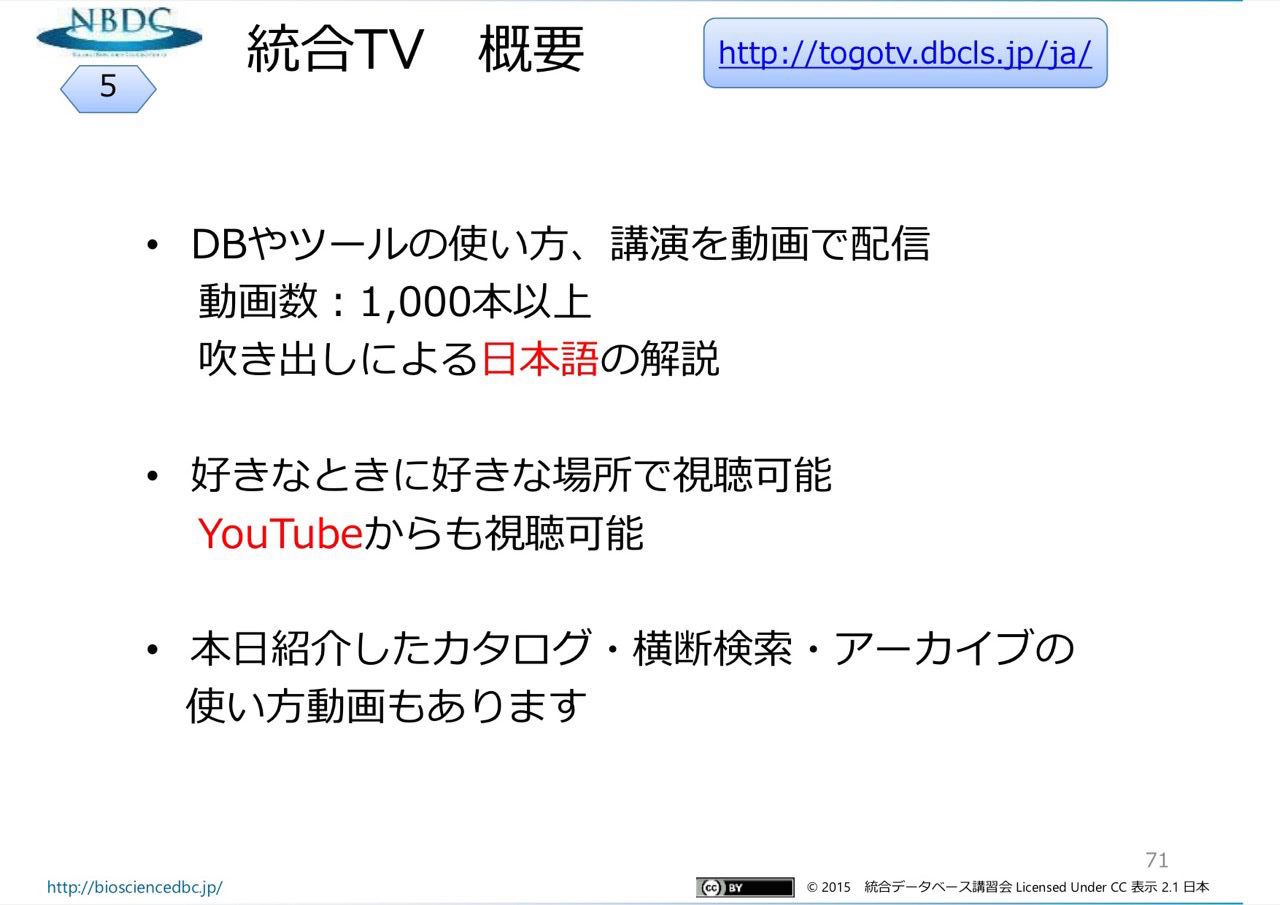 NBDC
5
統合TV 概要
http://togotv.dbcls.jp/ja/
• DBやツールの使い方、講演を動画で配信
動画数：1,000本以上
吹き出しによる日本語の解説
• 好きなときに好きな場所で視聴可能
YouTubeからも視聴可能
• 本日紹介したカタログ・横断検索・アーカイブの
使い方動画もあります
71
http://biosciencedbc.jp/
cc BY
© 2015 統合データベース講習会 Licensed Under CC 表示 2.1 日本